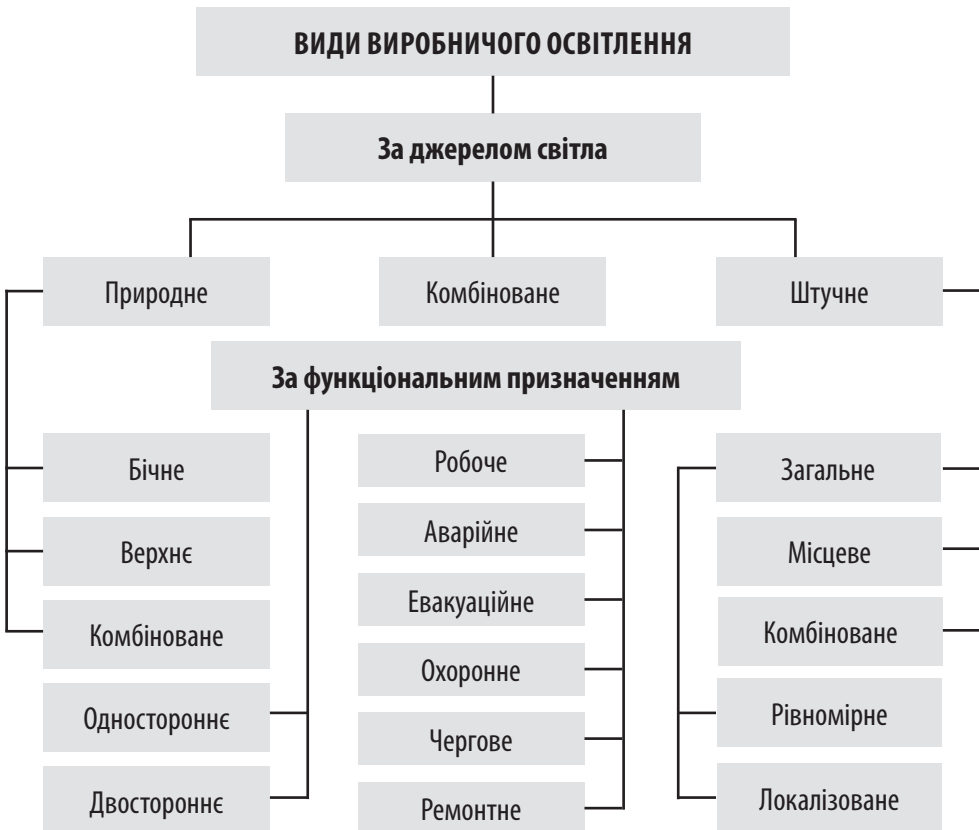 ВИДИ ВИРОБНИЧОГО ОСВІТЛЕННЯ
За джерелом світла
Природне
Комбіноване
Штучне
За функціональним призначенням
Бічне
Верхнє
Комбіноване
Одностороннє
Двостороннє
Робоче
Аварійне
Евакуаційне
Охоронне
Чергове
Ремонтне
Загальне
Місцеве
Комбіноване
Рівномірне
Локалізоване